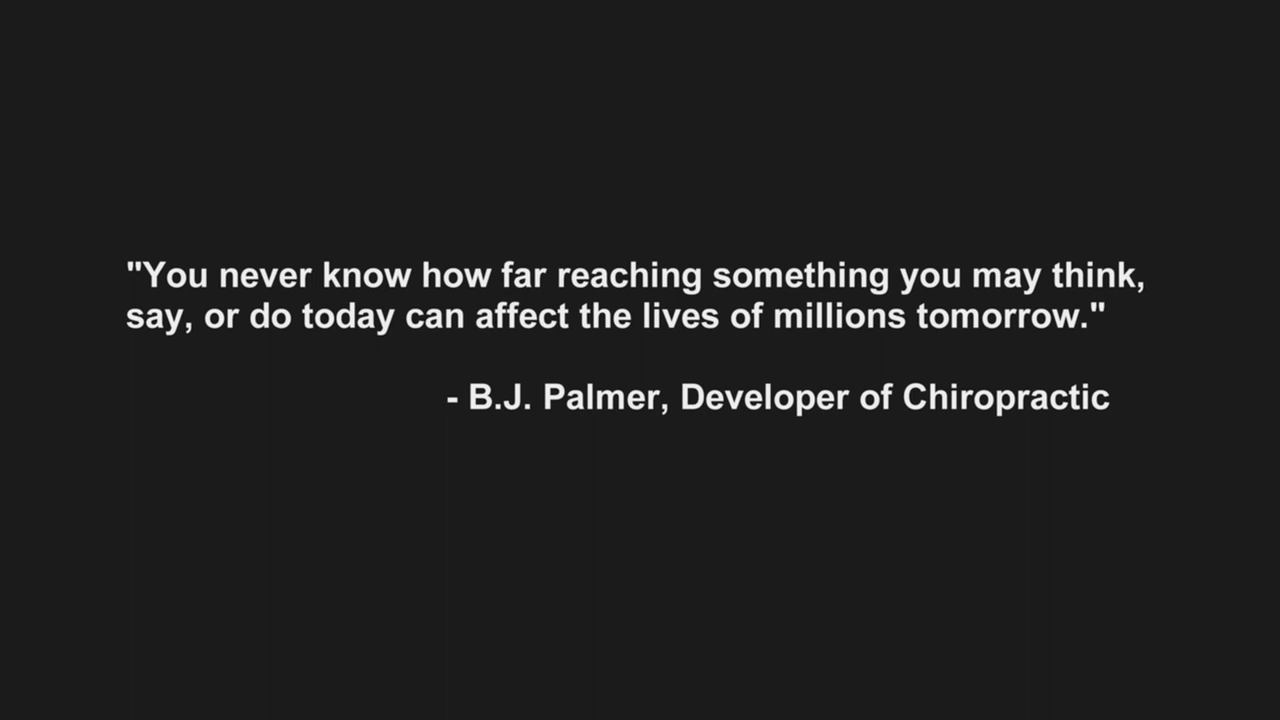 "You never know how far reaching something you may think,
say, or do today can affect the lives of millions tomorrow."
- B.J. Palmer, Developer of Chiropractic